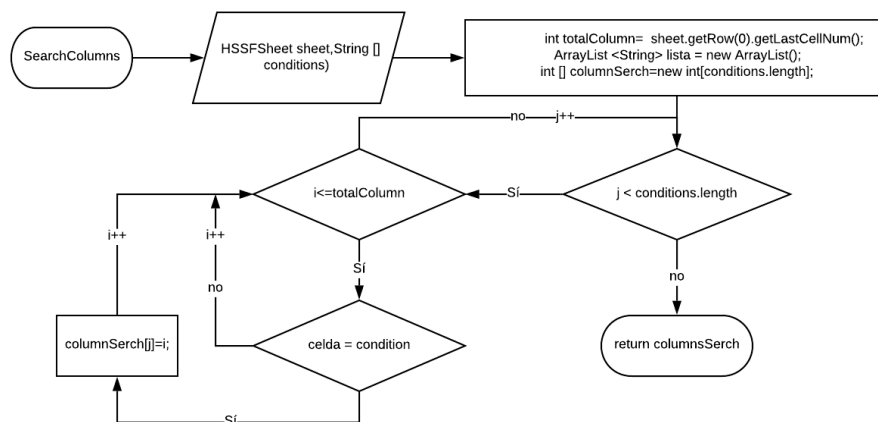 SearchColumns
HSSFSheet sheet,String []
conditions)
int totalColumn=  sheet.getRow(0).getLastCellNum();
ArrayList <String> lista = new ArrayList();
int [] columnSerch=new int[conditions.length];
no
j++
i<=totalColumn
Sí
j < conditions.length
i++
i++
Sí
no
no
columnSerch[j]=i;
celda = condition
return columnsSerch
Sí